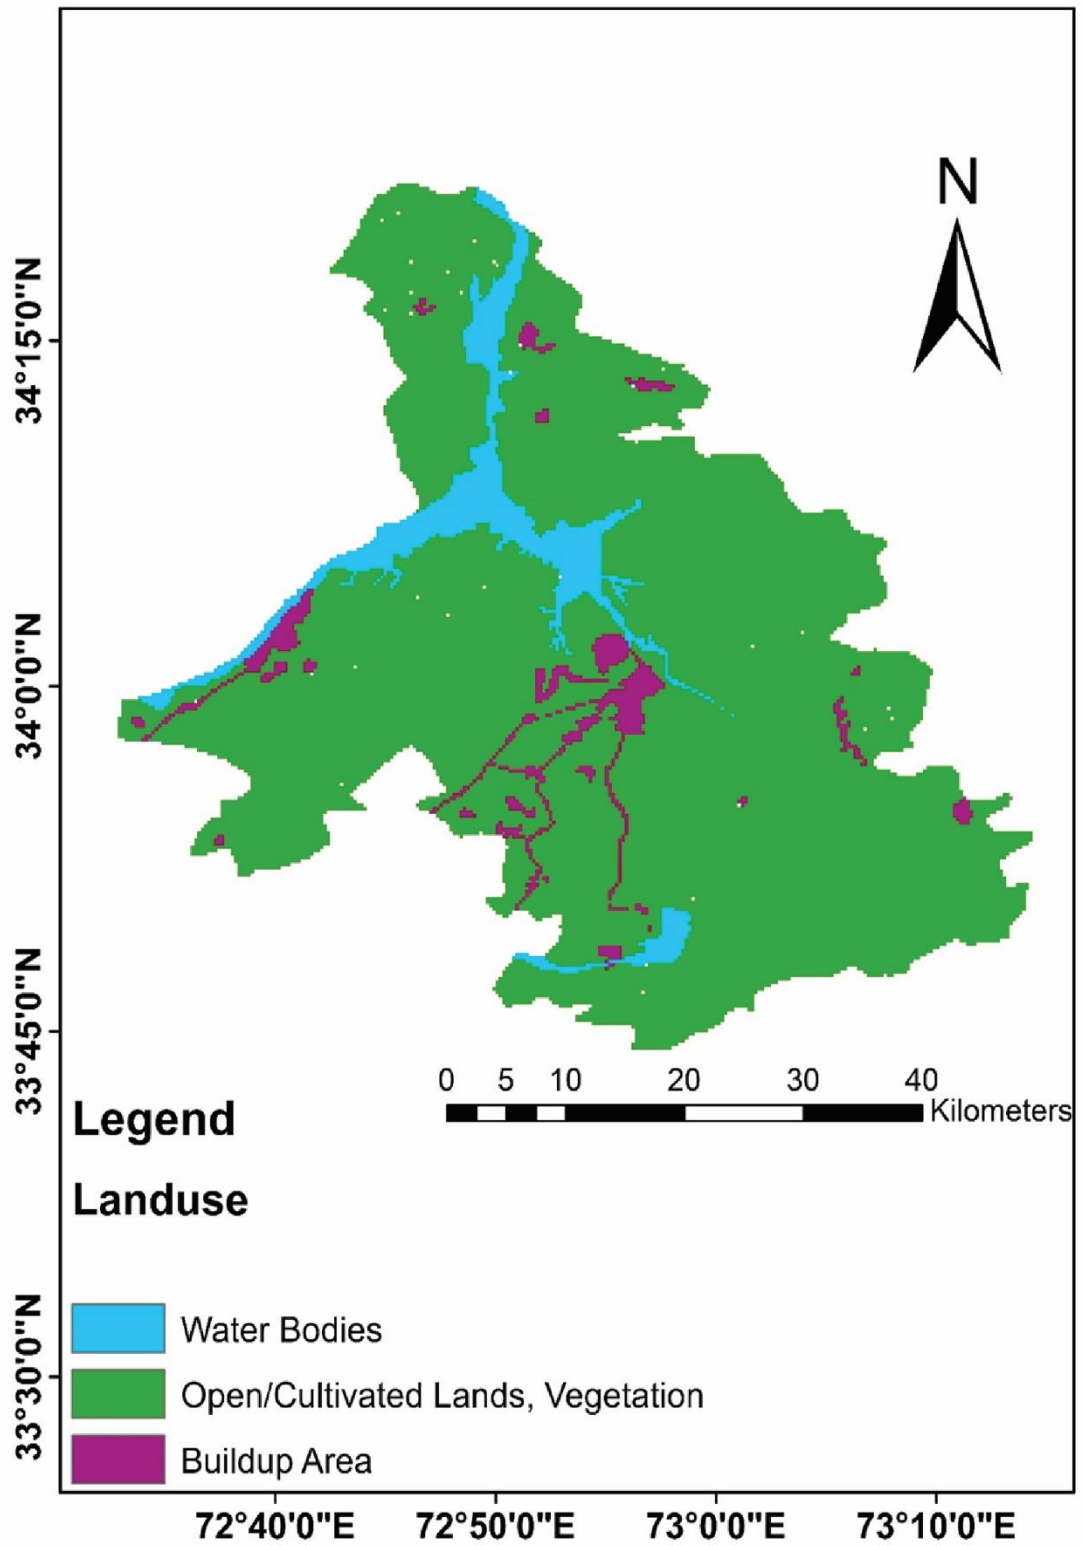 N
34°15'0"N
34°0'0"N
33°45'0"N
33°30'0"N
0 5 10 20 30 40
Kilometers
Legend
Landuse
Water Bodies
Open/Cultivated Lands, Vegetation
Buildup Area
72°40'0"E 72°50'0"E 73°0'0"E 73°10'0"E